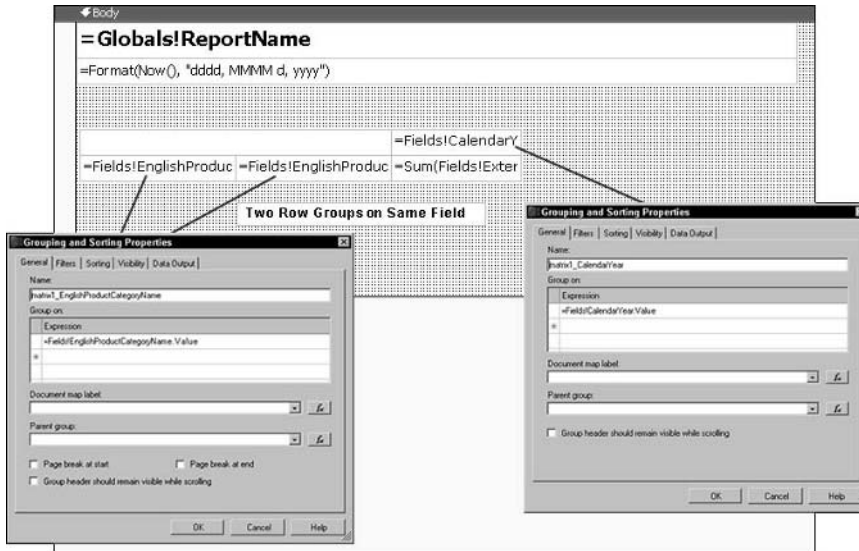 Body
=Globals!ReportName
=Format(Now(), "dddd, MMMM d, yyyy")
=Fields!CalendarY
=Fields!EnglishProduc =Fields!EnglishProduc =Sum(Fields!Exter
Two Row Groups on Same Field
Grouping and Sorting Properties
General Filters Sorting Visibility Data Output
Name:
matrix1_EnglishProductCategoryName
Group on:
Expression
=Fields!EnglishProductCategoryName.Value
Document map label:
fx
Parent group:
fx
Page break at start Page break at end
Group header should remain visible while scrolling
OK Cancel Help
Grouping and Sorting Properties
General Filters Sorting Visibility Data Output
Name:
matrix1_CalendarYear
Group on:
Expression
=Fields!CalendarYear.Value
Document map label:
fx
Parent group:
fx
Group header should remain visible while scrolling
OK Cancel Help